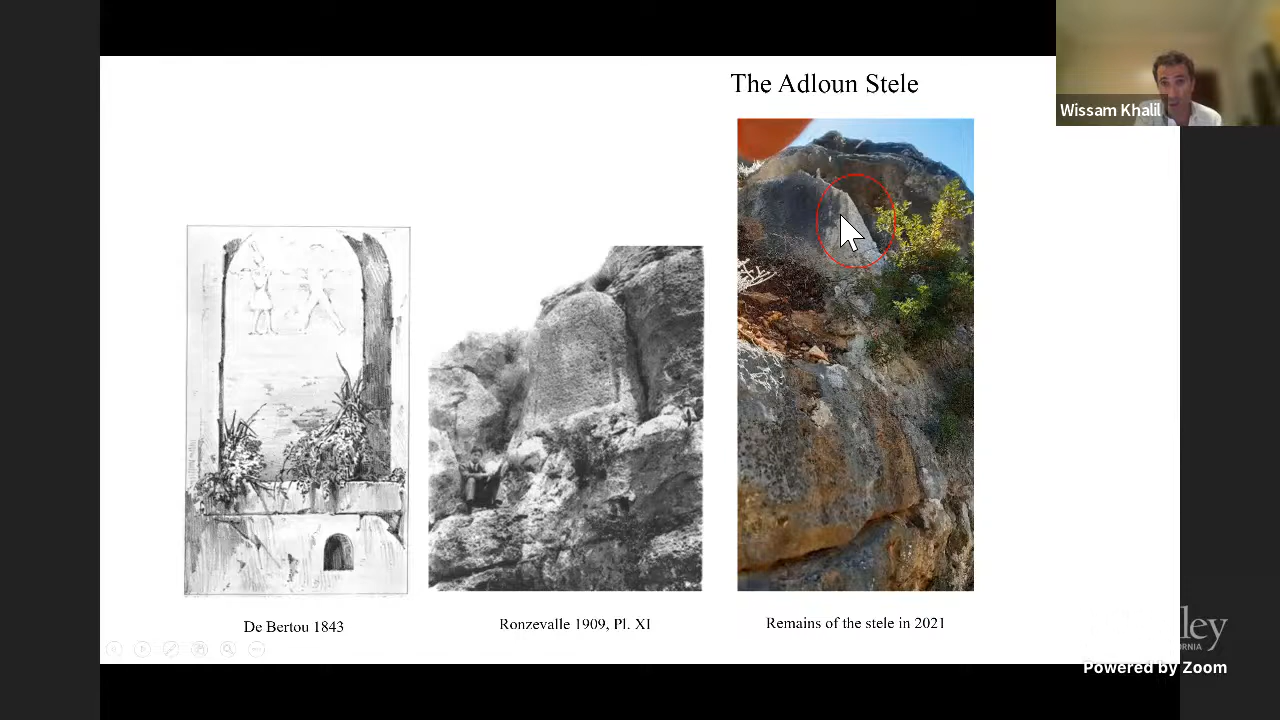 The Adloun Stele
Wissam Khalil
De Bertou 1843
Ronzevalle 1909, Pl. XI
Remains of the stele in 2021
Powered by Zoom